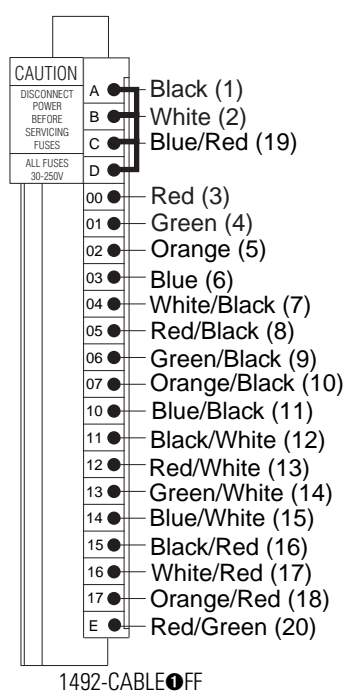 CAUTION
DISCONNECT
POWER
BEFORE
SERVICING
FUSES
ALL FUSES
30-250V
A Black (1)
B White (2)
C Blue/Red (19)
D
00 Red (3)
01 Green (4)
02 Orange (5)
03 Blue (6)
04 White/Black (7)
05 Red/Black (8)
06 Green/Black (9)
07 Orange/Black (10)
10 Blue/Black (11)
11 Black/White (12)
12 Red/White (13)
13 Green/White (14)
14 Blue/White (15)
15 Black/Red (16)
16 White/Red (17)
17 Orange/Red (18)
E Red/Green (20)
1492-CABLE❶FF